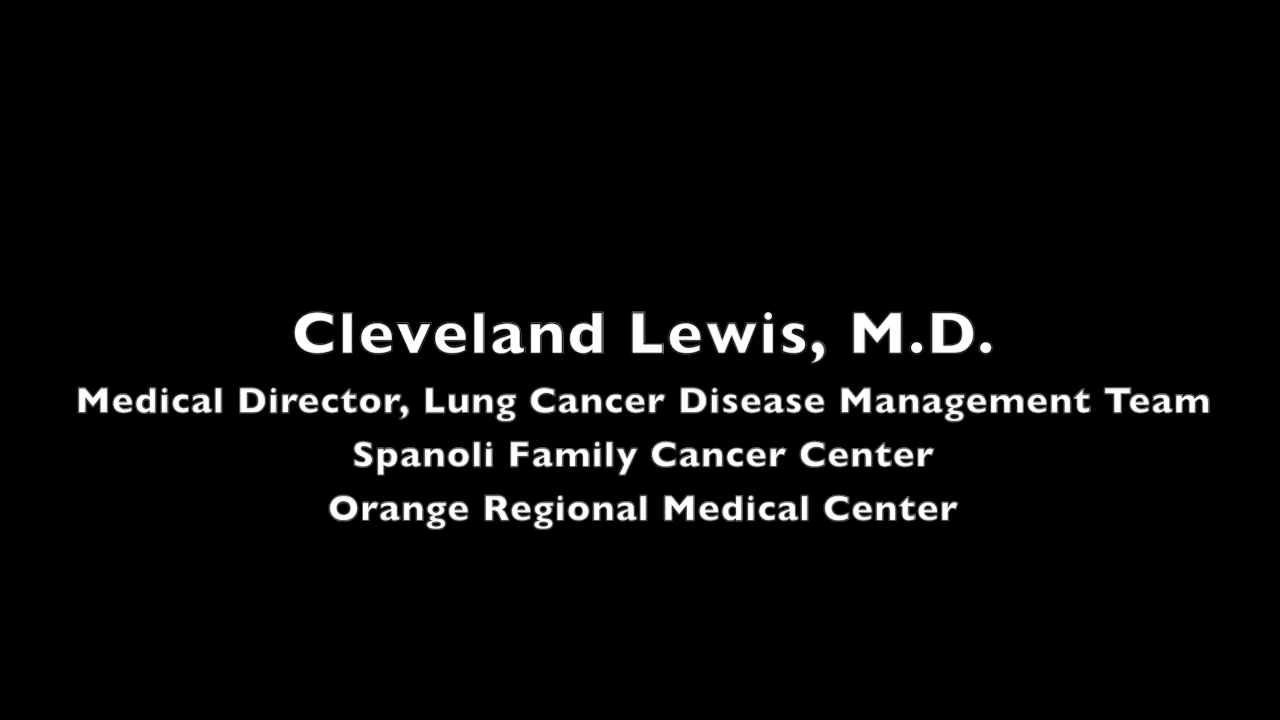 Cleveland Lewis, M.D.
Medical Director, Lung Cancer Disease Management Team
Spanoli Family Cancer Center
Orange Regional Medical Center